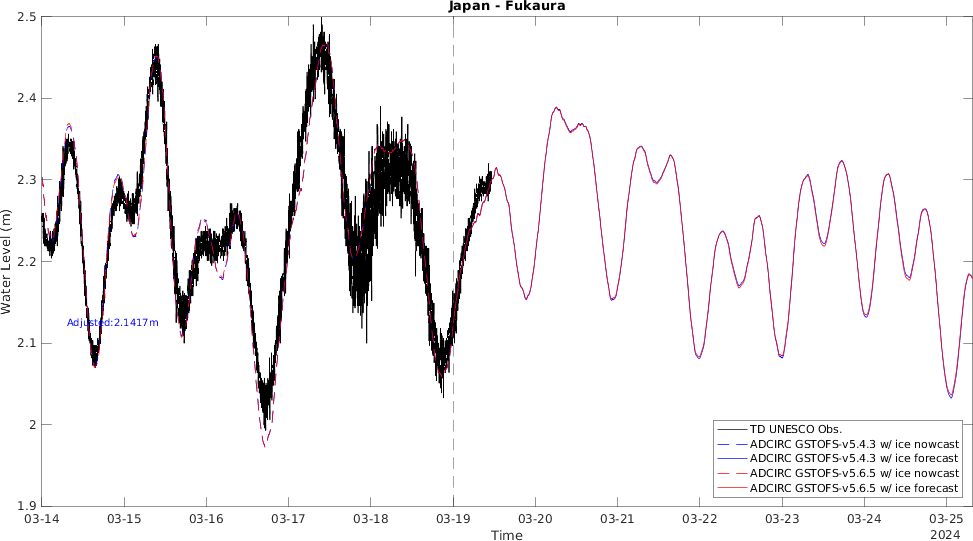 Japan - Fukaura
Water Level (m)
2.5
2.4
2.3
2.2
2.1
2
1.9
Adjusted:2.1417m
TD UNESCO Obs.
ADCIRC GSTOFS-v5.4.3 w/ ice nowcast
ADCIRC GSTOFS-v5.4.3 w/ ice forecast
ADCIRC GSTOFS-v5.6.5 w/ ice nowcast
ADCIRC GSTOFS-v5.6.5 w/ ice forecast
03-14 03-15 03-16 03-17 03-18 03-19 03-20 03-21 03-22 03-23 03-24 03-25
Time
2024